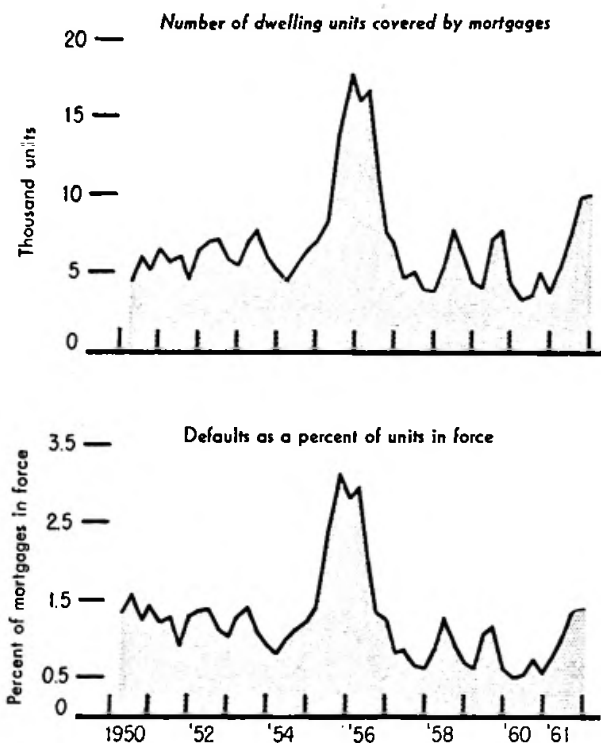 Number of dwelling units covered by mortgages
20
15
10
5
0
Thousand units
Defaults as a percent of units in force
3.5
2.5
1.5
0.5
0
Percent of mortgages in force
1950 '52 '54 '56 '58 '60 '61